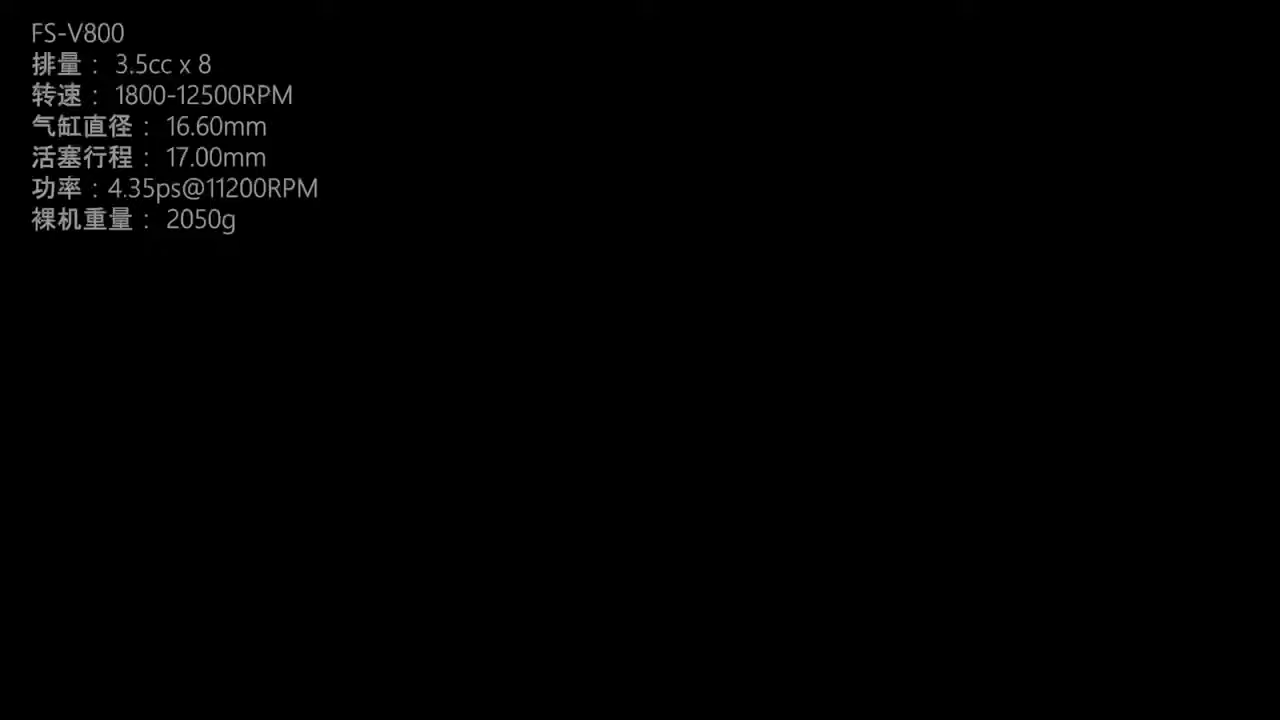 FS-V800
排量： 3.5cc x 8
转速： 1800-12500RPM
气缸直径： 16.60mm
活塞行程： 17.00mm
功率：4.35ps@11200RPM
裸机重量： 2050g